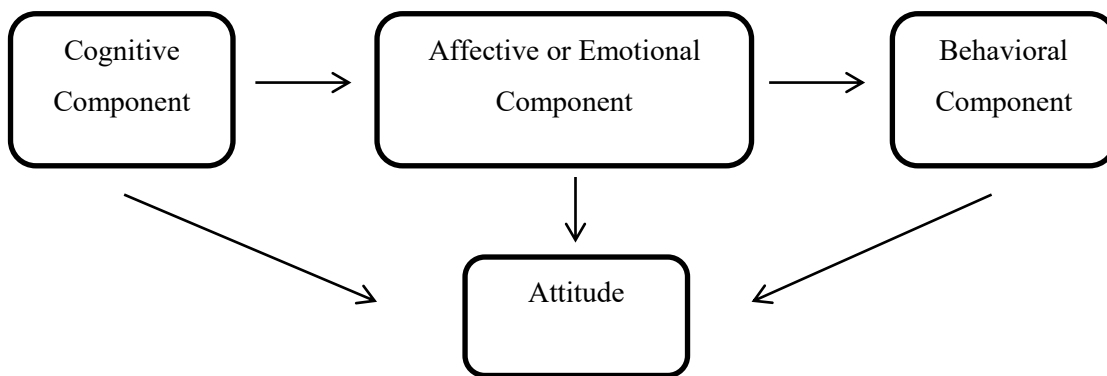 Cognitive
Component
Affective or Emotional
Component
Behavioral
Component
Attitude